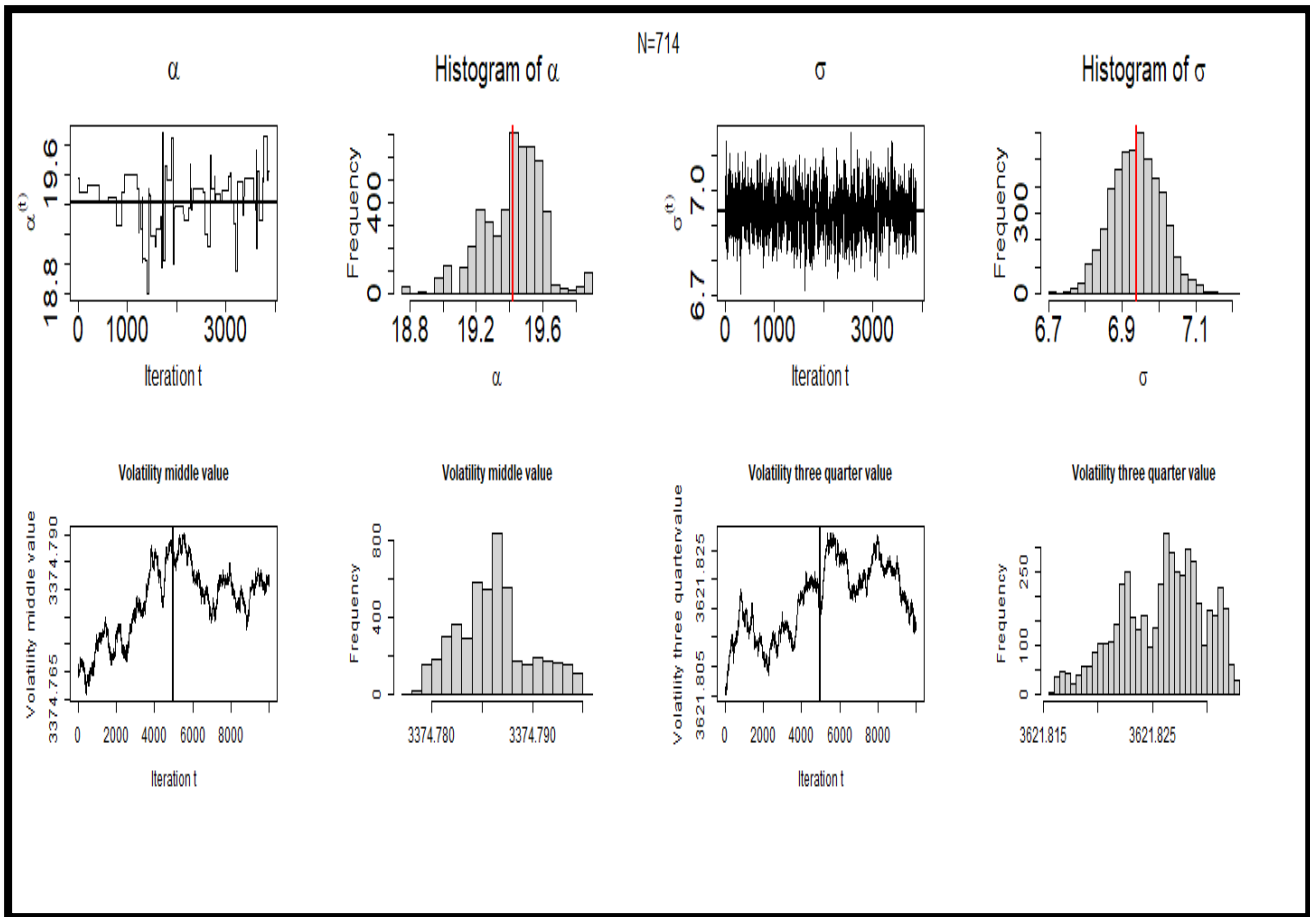 N=714
α
Histogram of α
σ
Histogram of σ
α(t)
18.8 19.6
19.4
0 1000 3000
Iteration t
Frequency
0 400
18.8 19.2 19.6
α
σ(t)
6.7 7.0
0 1000 3000
Iteration t
Frequency
0 300
6.7 6.9 7.1
σ
Volatility middle value
Volatility middle value
Volatility three quarter value
Volatility three quarter value
Volatility middle value
3374.765 3374.790
0 2000 4000 6000 8000
Iteration t
Frequency
0 400 800
3374.780 3374.790
Volatility three quartervalue
3621.805 3621.825
0 2000 4000 6000 8000
Iteration t
Frequency
0 100 250
3621.815 3621.825